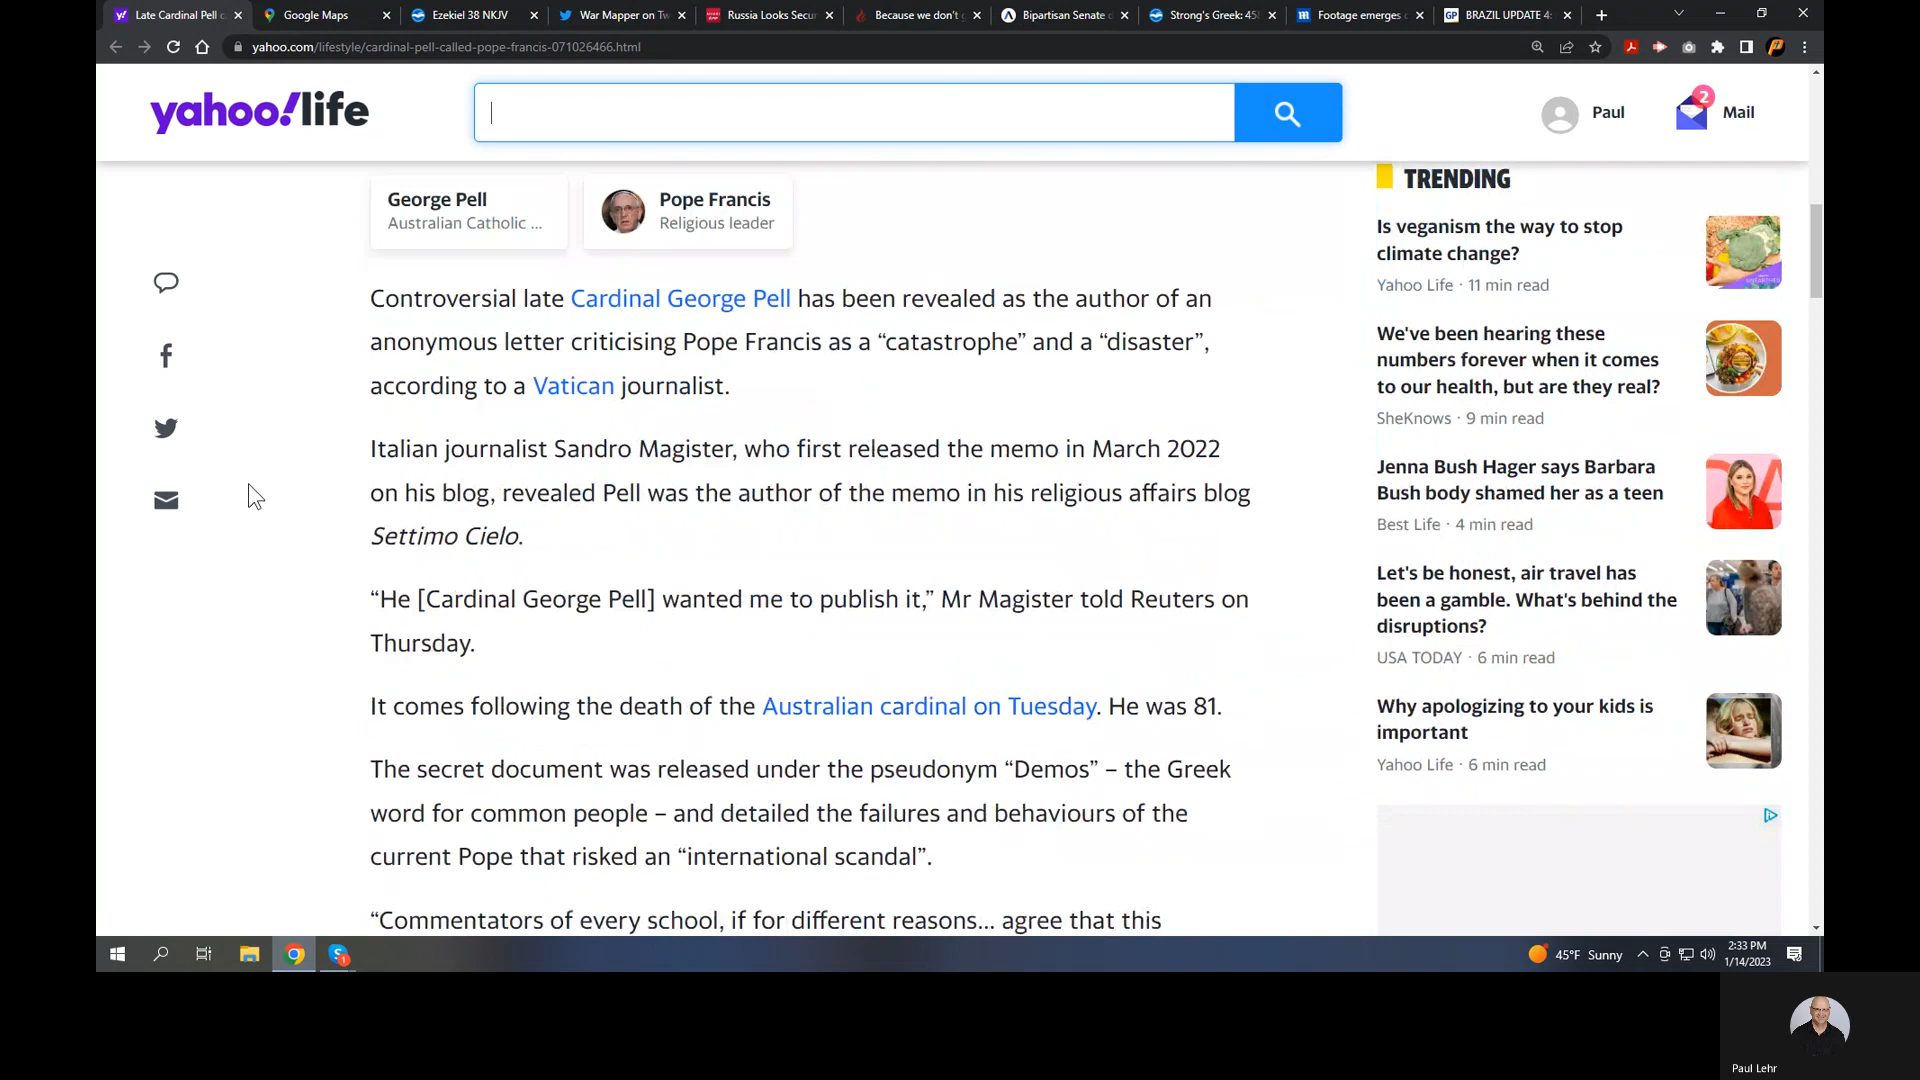 Late Cardinal Pell c
Google Maps
Ezekiel 38 NKJV
War Mapper on Tw
Russia Looks Secur
Because we don't g
Bipartisan Senate c
Strong's Greek: 458
Footage emerges o
GP
BRAZIL UPDATE 4:
yahoo.com/lifestyle/cardinal-pell-called-pope-francis-071026466.html
yahoo!life
Paul
2
Mail
George Pell
Australian Catholic ...
Pope Francis
Religious leader
Controversial late Cardinal George Pell has been revealed as the author of an
anonymous letter criticising Pope Francis as a “catastrophe” and a “disaster”,
according to a Vatican journalist.
Italian journalist Sandro Magister, who first released the memo in March 2022
on his blog, revealed Pell was the author of the memo in his religious affairs blog
Settimo Cielo.
“He [Cardinal George Pell] wanted me to publish it,” Mr Magister told Reuters on
Thursday.
It comes following the death of the Australian cardinal on Tuesday. He was 81.
The secret document was released under the pseudonym “Demos” – the Greek
word for common people – and detailed the failures and behaviours of the
current Pope that risked an “international scandal”.
“Commentators of every school, if for different reasons... agree that this
TRENDING
Is veganism the way to stop
climate change?
Yahoo Life · 11 min read
We've been hearing these
numbers forever when it comes
to our health, but are they real?
SheKnows · 9 min read
Jenna Bush Hager says Barbara
Bush body shamed her as a teen
Best Life · 4 min read
Let's be honest, air travel has
been a gamble. What's behind the
disruptions?
USA TODAY · 6 min read
Why apologizing to your kids is
important
Yahoo Life · 6 min read
1
45°F Sunny
2:33 PM
1/14/2023
Paul Lehr